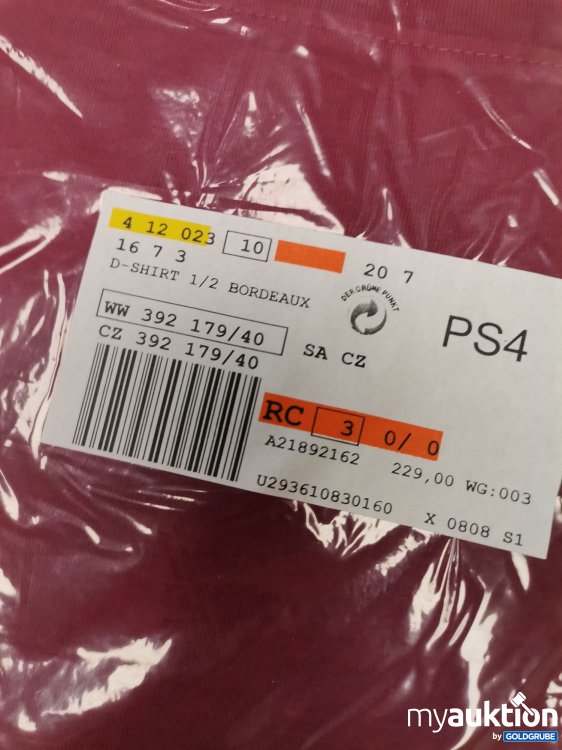 4 12 023 10 20 7
16 7 3
D-SHIRT 1/2 BORDEAUX
DER GRÜNE PUNKT
PS4
WW 392 179/40
CZ 392 179/40
SA CZ
RC 3 0/ 0
A21892162 229,00 WG:003
U293610830160 X 0808 S1
myauktion
by GOLDGRUBE